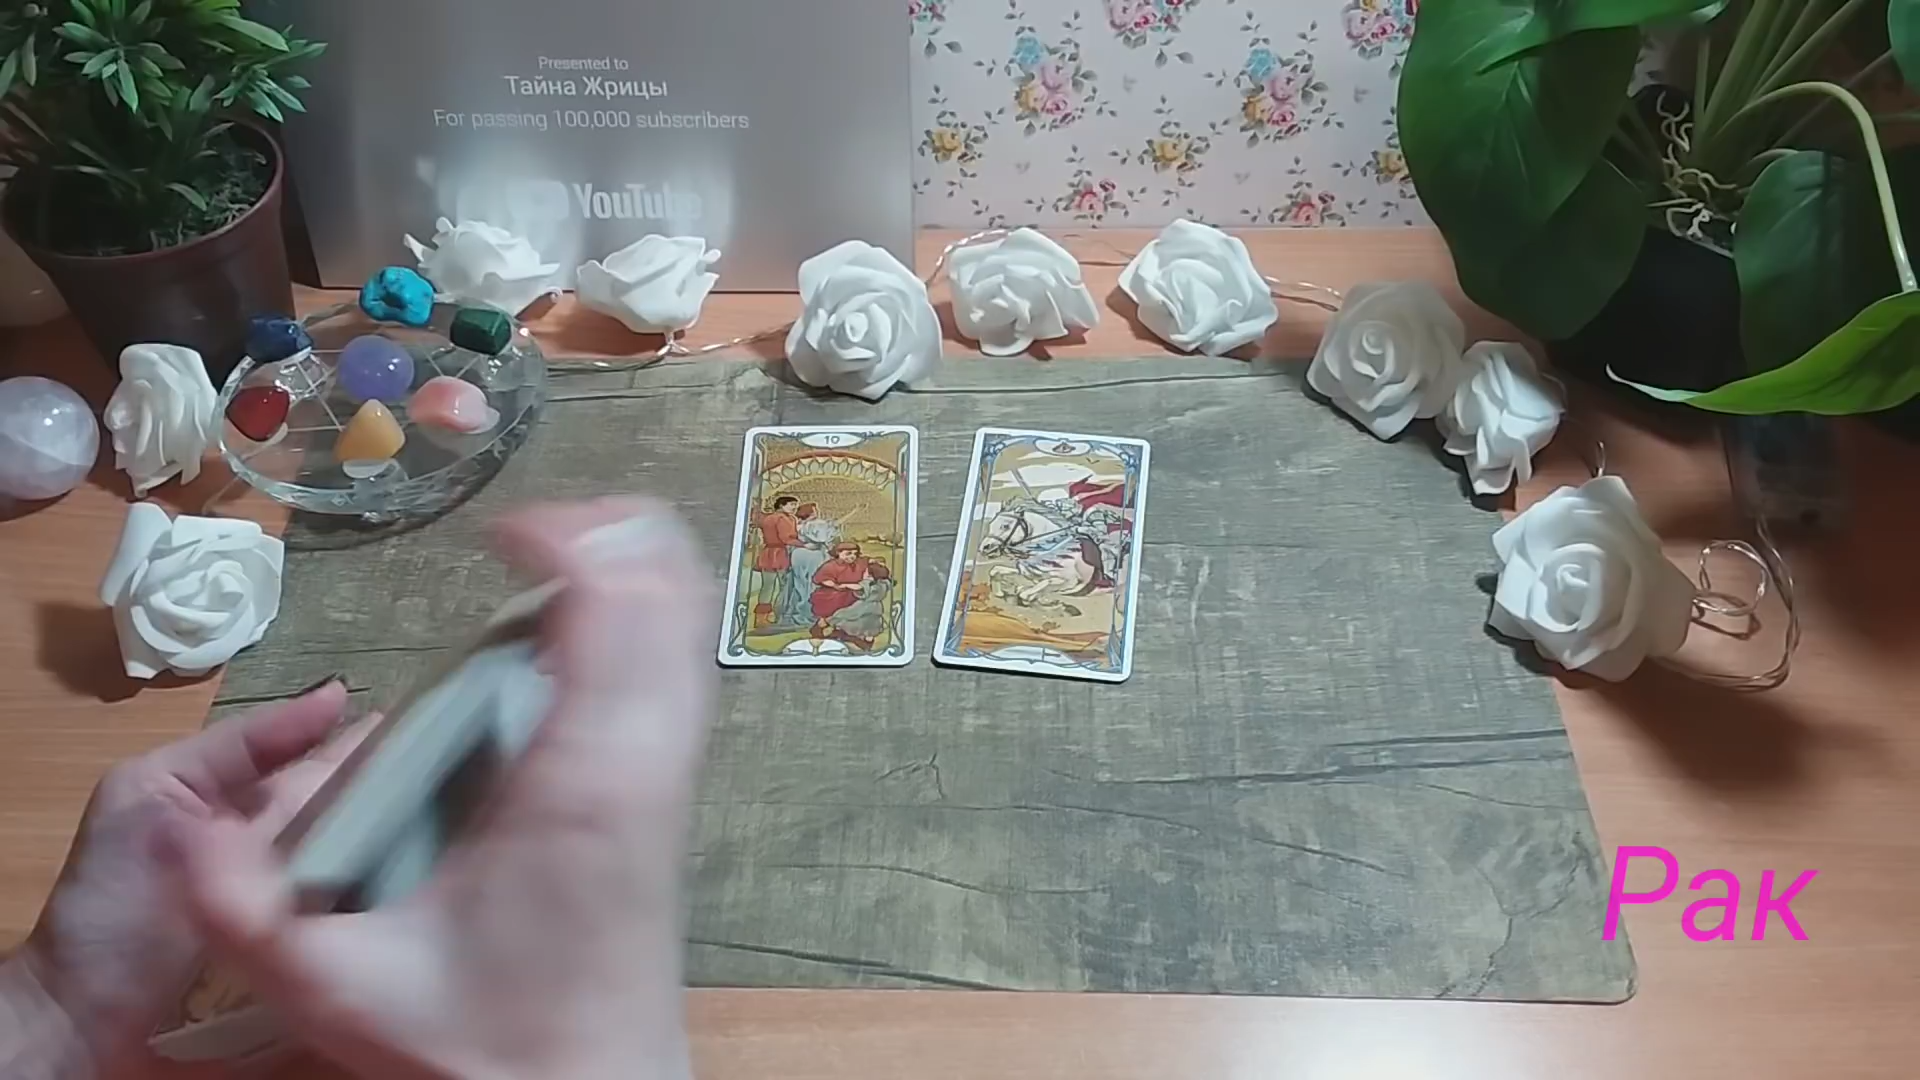 Presented to
Тайна Жрицы
For passing 100,000 subscribers
YouTube
10
Рак